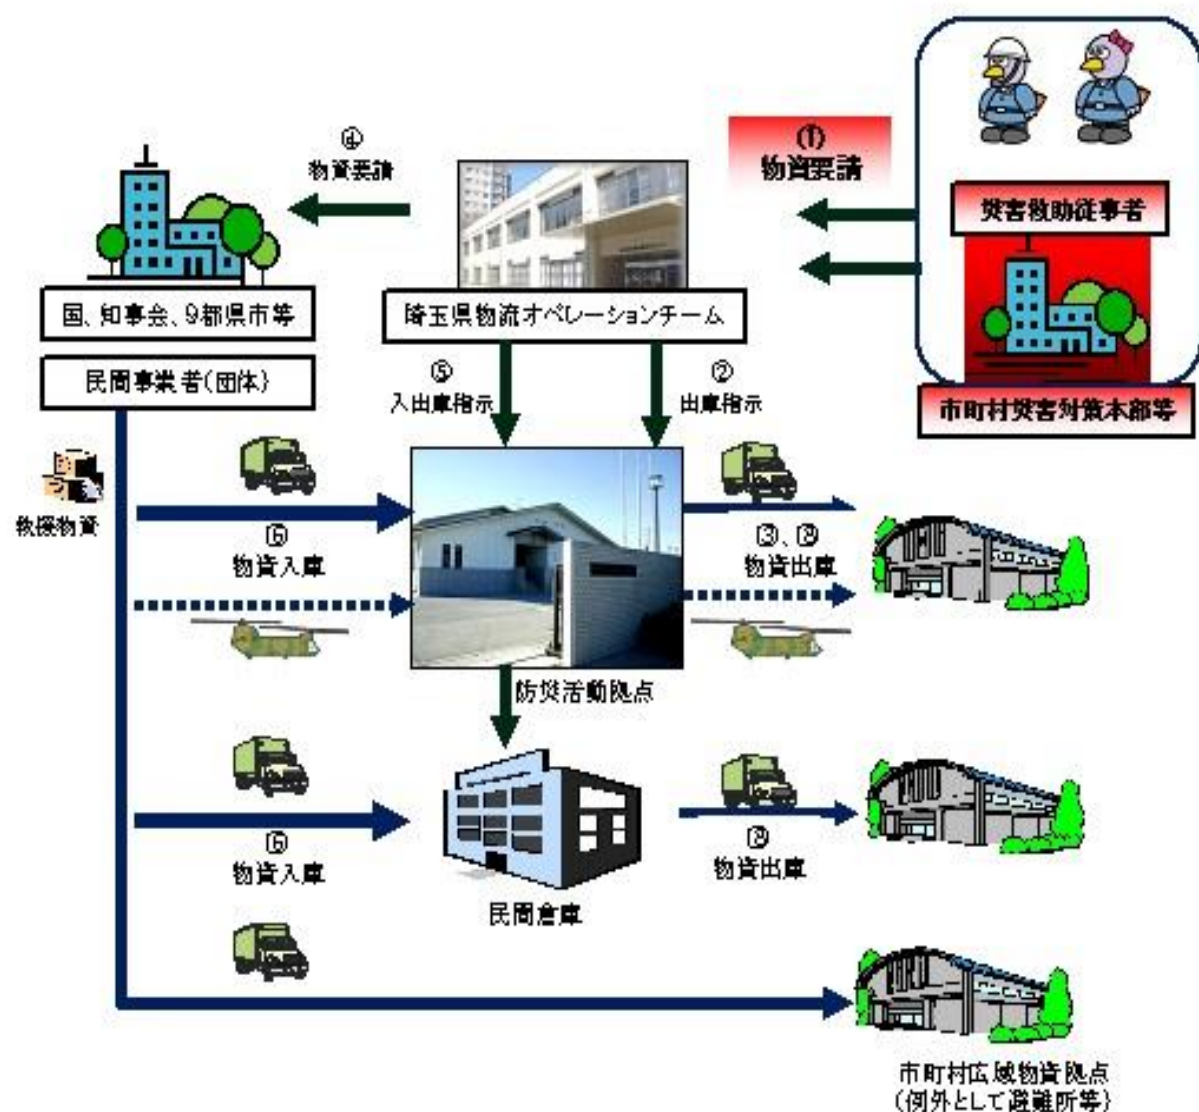 ①
物資要請
災害救助従事者
市町村災害対策本部等
④
物資要請
国、知事会、9都県市等
民間事業者(団体)
埼玉県物流オペレーションチーム
⑤
入出庫指示
②
出庫指示
救援物資
⑥
物資入庫
③、
物資出庫
防災活動拠点
⑥
物資入庫
物資出庫
民間倉庫
市町村広域物資拠点
(例外として避難所等)